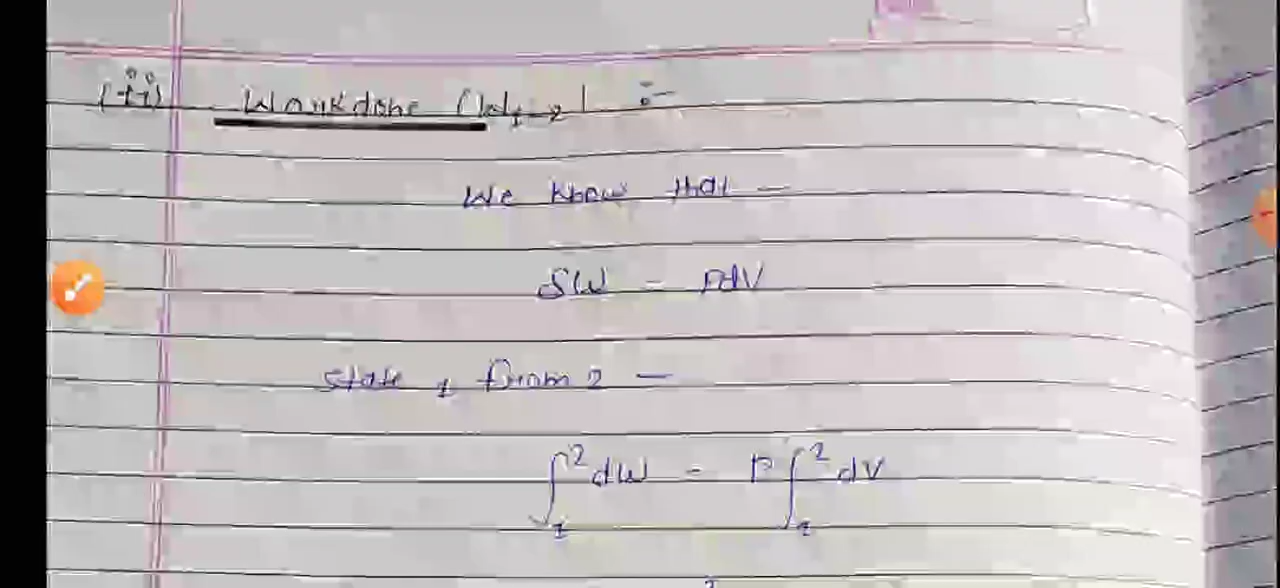 (ii) Workdone (W₁₋₂) :-
We know that —
δW = PdV
State 1 from 2 —
∫₁² dW = P∫₁² dV